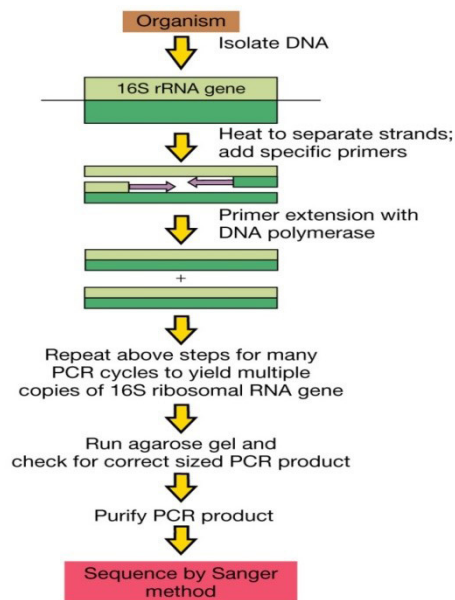 Organism
Isolate DNA
16S rRNA gene
Heat to separate strands;
add specific primers
Primer extension with
DNA polymerase
+
Repeat above steps for many
PCR cycles to yield multiple
copies of 16S ribosomal RNA gene
Run agarose gel and
check for correct sized PCR product
Purify PCR product
Sequence by Sanger
method